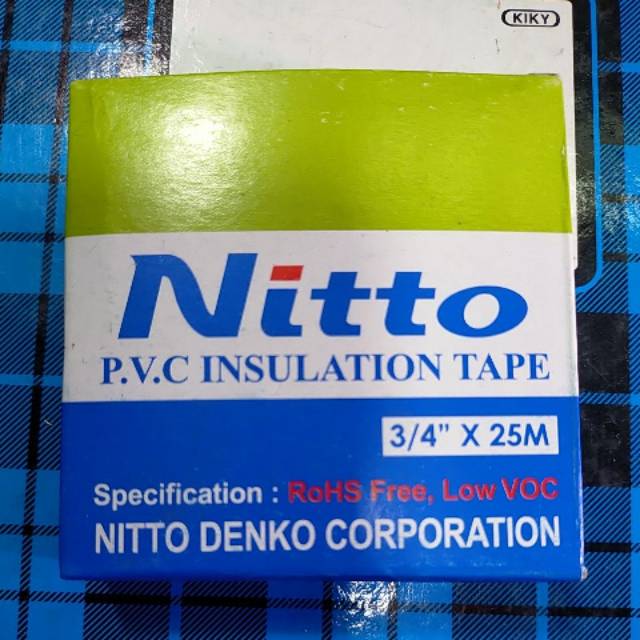 KIKY
Nitto
P.V.C INSULATION TAPE
3/4" X 25M
Specification : RoHS Free, Low VOC
NITTO DENKO CORPORATION